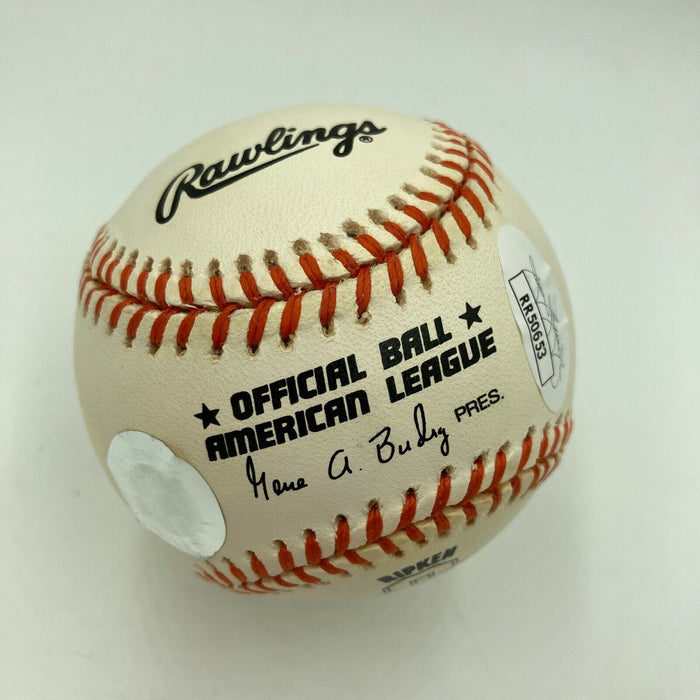 Rawlings®
★ OFFICIAL BALL ★
AMERICAN LEAGUE
Gene A. Budig PRES.
RR50653
RIPKEN